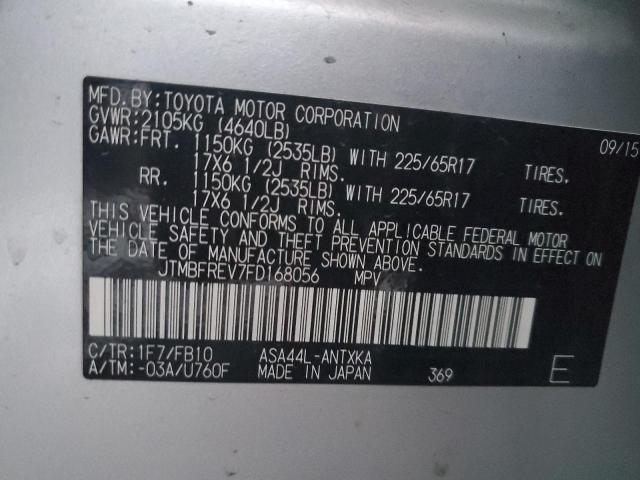 MFD.BY:TOYOTA MOTOR CORPORATION 09/15
GVWR:2105KG (4640LB)
GAWR:FRT. 1150KG (2535LB) WITH 225/65R17 TIRES.
17X6 1/2J RIMS.
RR. 1150KG (2535LB) WITH 225/65R17 TIRES.
17X6 1/2J RIMS.
THIS VEHICLE CONFORMS TO ALL APPLICABLE FEDERAL MOTOR
VEHICLE SAFETY AND THEFT PREVENTION STANDARDS IN EFFECT ON
THE DATE OF MANUFACTURE SHOWN ABOVE.
JTMBFREV7FD168056 MPV
C/TR:1F7/FB10 ASA44L-ANTXKA
A/TM:-03A/U760F MADE IN JAPAN 369 E